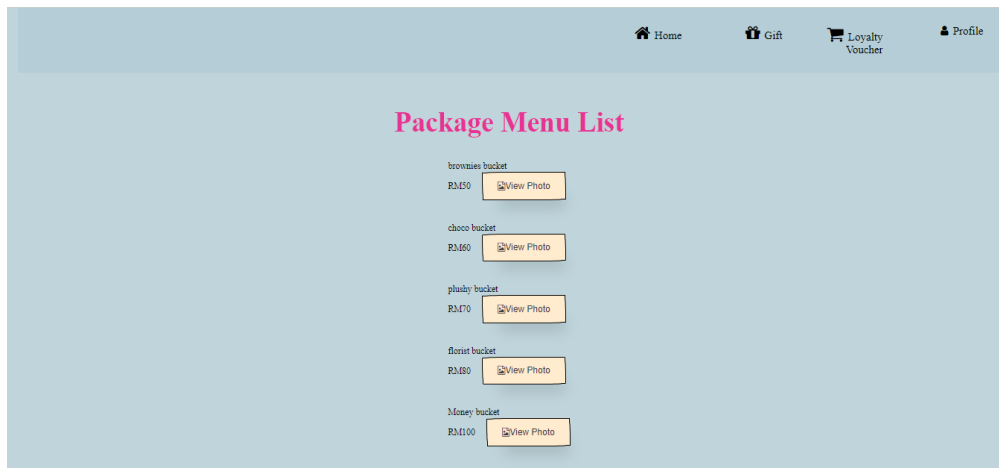 Home
Gift
Loyalty
Voucher
Profile
Package Menu List
brownies bucket
RM50 View Photo
choco bucket
RM60 View Photo
plushy bucket
RM70 View Photo
florist bucket
RM80 View Photo
Money bucket
RM100 View Photo